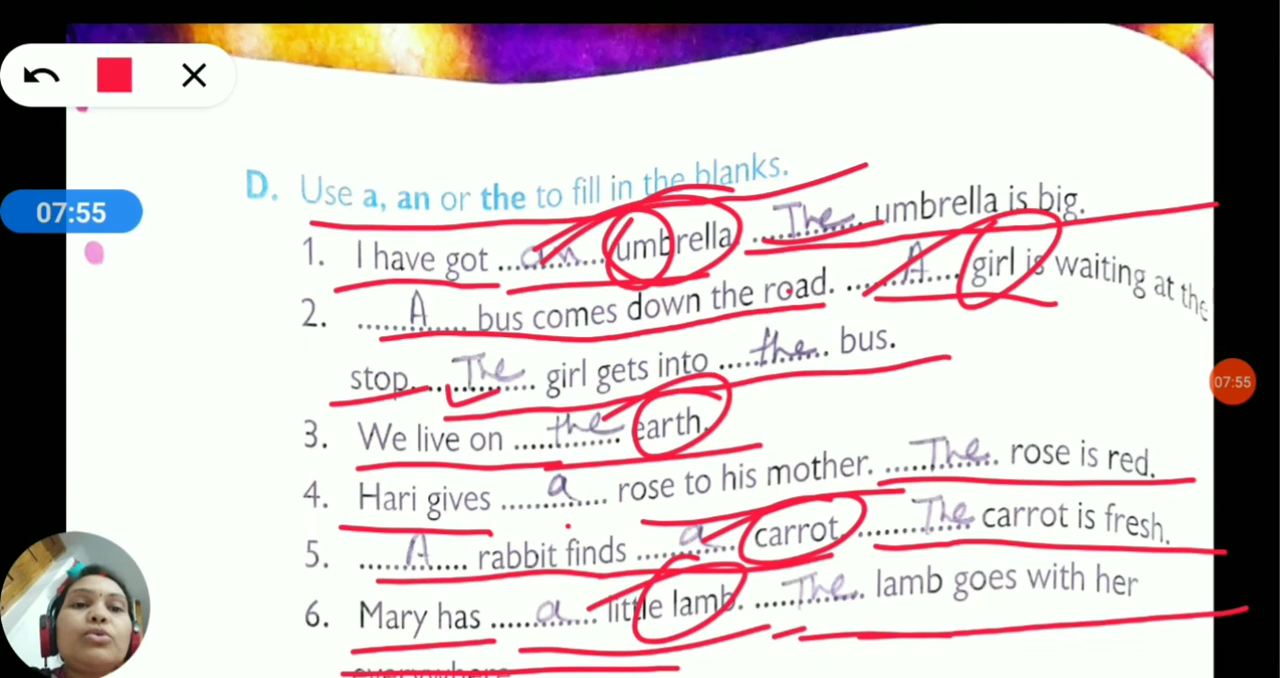 07:55
D. Use a, an or the to fill in the blanks.
1. I have got ....an.... umbrella. ....The.... umbrella is big.
2. ....A.... bus comes down the road. ....A.... girl is waiting at the
stop. ....The.... girl gets into ....the.... bus.
07:55
3. We live on ....the.... earth.
4. Hari gives ....a.... rose to his mother. ....The.... rose is red.
5. ....A.... rabbit finds ....a.... carrot. ....The.... carrot is fresh.
6. Mary has ....a.... little lamb. ....The.... lamb goes with her
everywhere